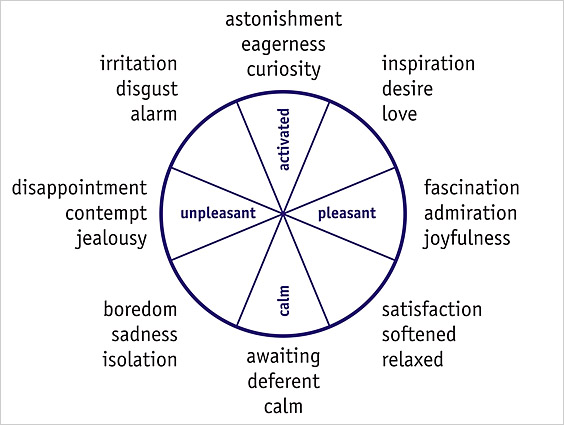 astonishment
eagerness
curiosity
irritation
disgust
alarm
inspiration
desire
love
activated
disappointment
contempt
jealousy
unpleasant
pleasant
fascination
admiration
joyfulness
calm
boredom
sadness
isolation
satisfaction
softened
relaxed
awaiting
deferent
calm